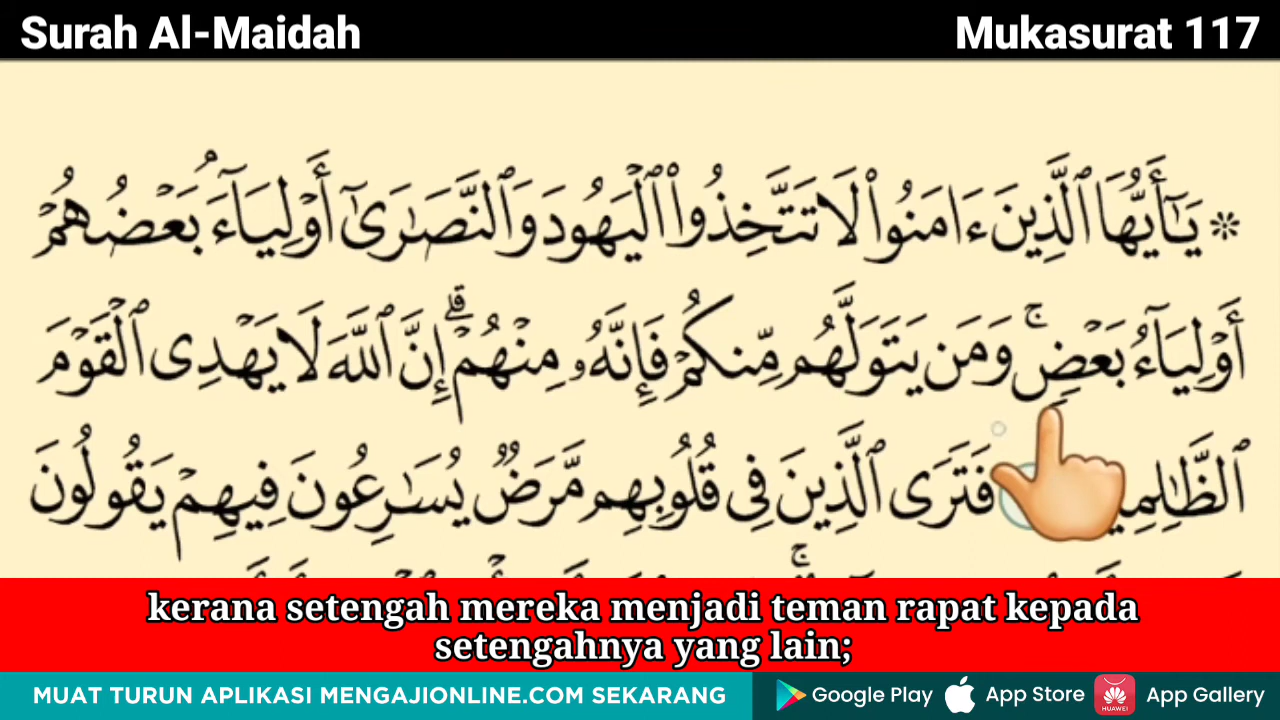 Surah Al-Maidah
Mukasurat 117
* يَـٰٓأَيُّهَا ٱلَّذِينَ ءَامَنُوا۟ لَا تَتَّخِذُوا۟ ٱلْيَهُودَ وَٱلنَّصَـٰرَىٰٓ أَوْلِيَآءَ ۘ بَعْضُهُمْ
أَوْلِيَآءُ بَعْضٍ ۚ وَمَن يَتَوَلَّهُم مِّنكُمْ فَإِنَّهُۥ مِنْهُمْ ۗ إِنَّ ٱللَّهَ لَا يَهْدِى ٱلْقَوْمَ
فَتَرَى ٱلَّذِينَ فِى قُلُوبِهِم مَّرَضٌ يُسَـٰرِعُونَ فِيهِمْ يَقُولُونَ
kerana setengah mereka menjadi teman rapat kepada
setengahnya yang lain;
MUAT TURUN APLIKASI MENGAJIONLINE.COM SEKARANG
Google Play
App Store
HUAWEI
App Gallery